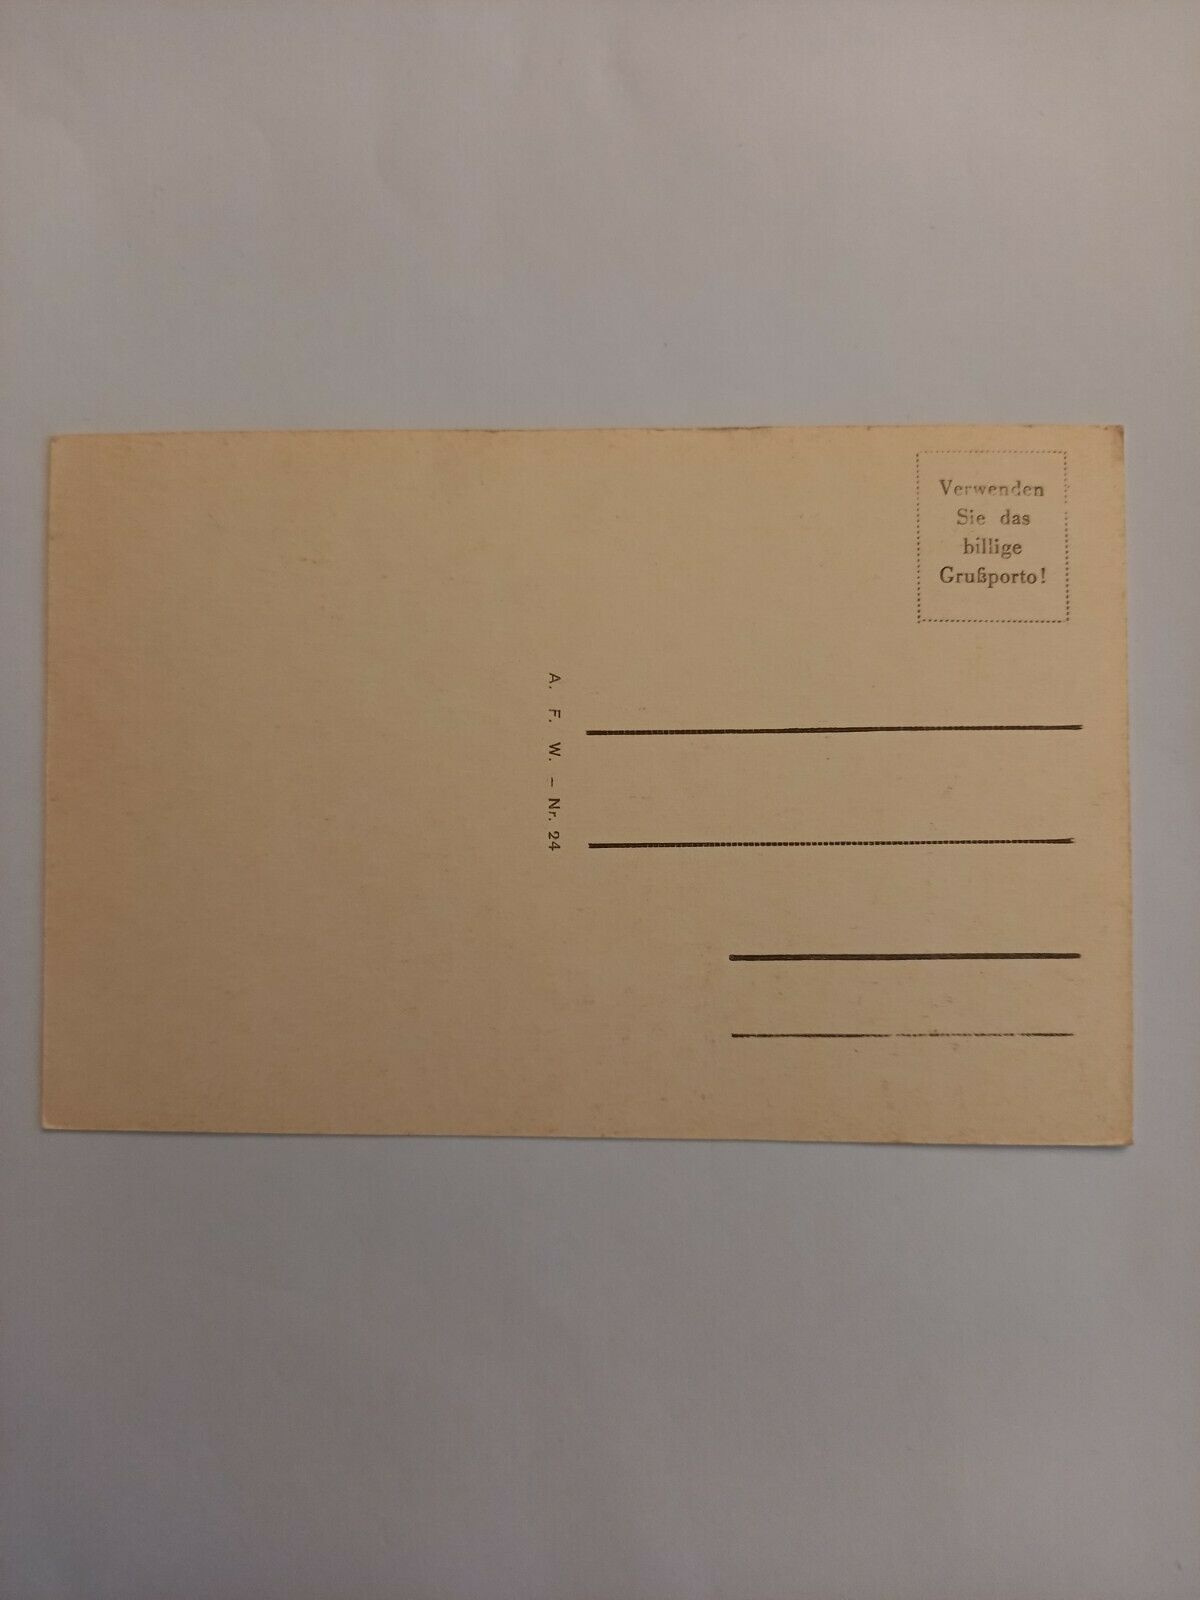 Verwenden
Sie das
billige
Grußporto!
A. F. W. – Nr. 24